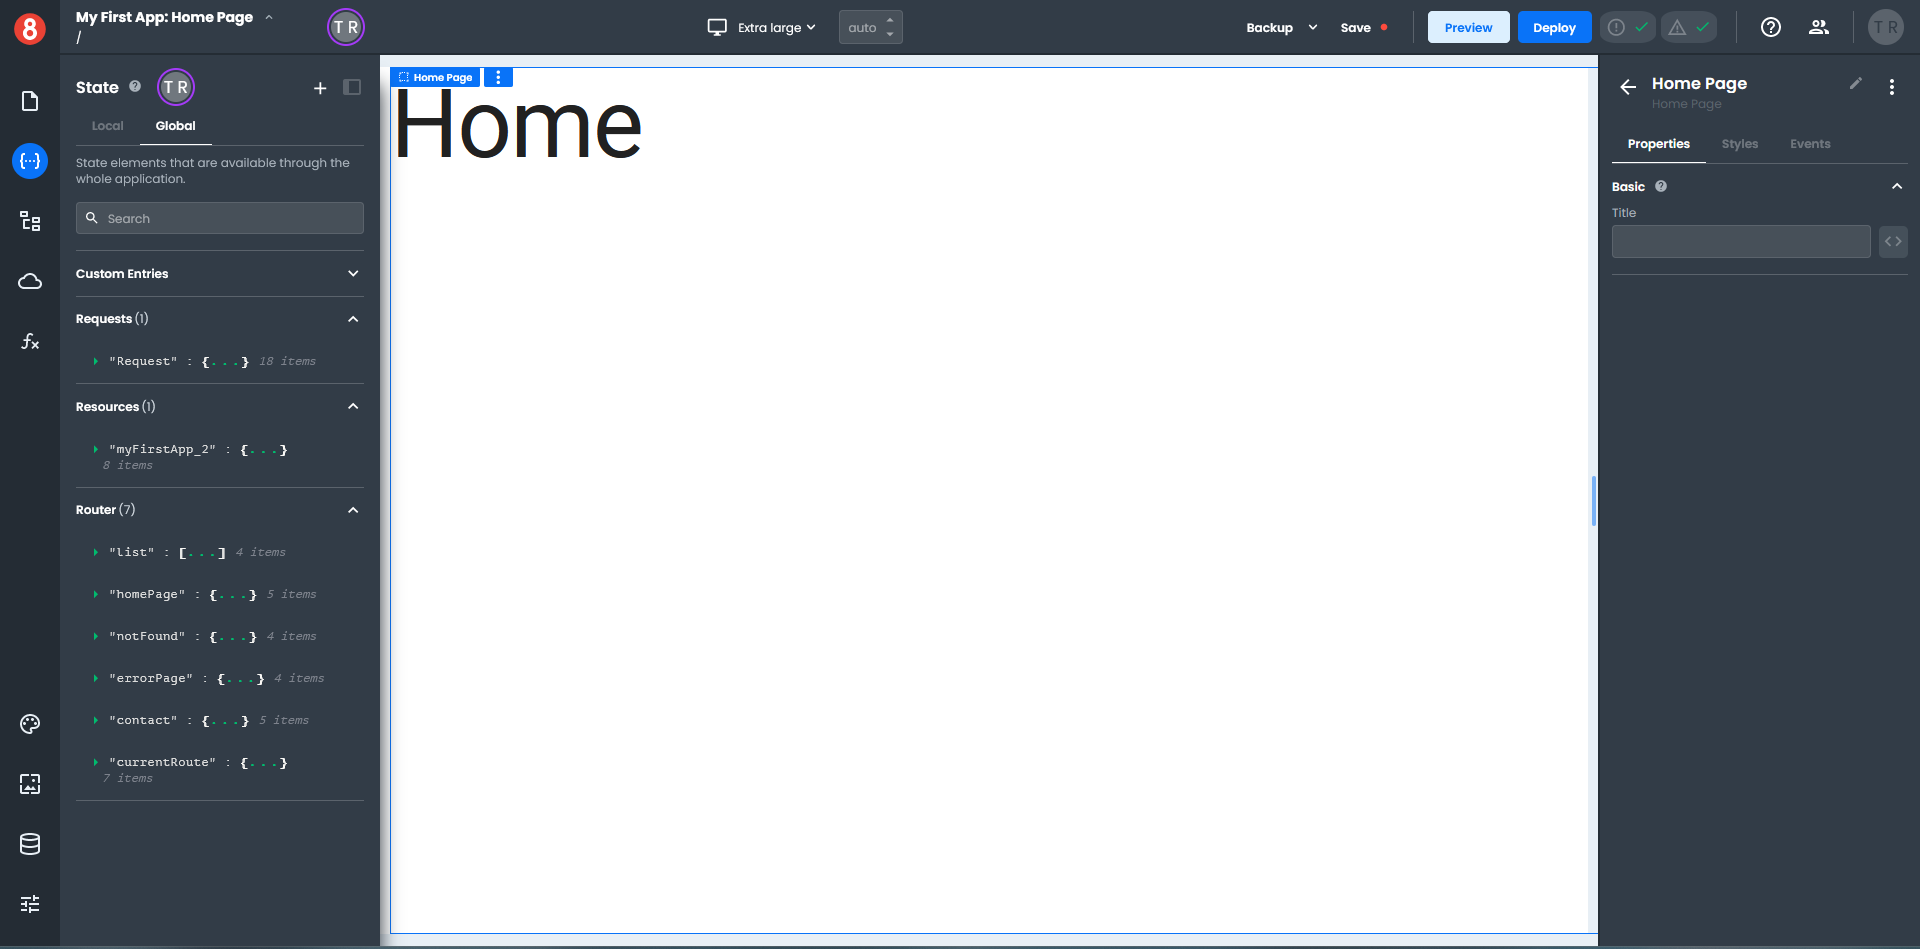 8
My First App: Home Page
/
T R
Extra large
auto
Backup
Save
Preview
Deploy
T R
State
T R
Local
Global
State elements that are available through the
whole application.
Search
Custom Entries
Requests (1)
"Request" : {...} 18 items
Resources (1)
"myFirstApp_2" : {...}
8 items
Router (7)
"list" : [...] 4 items
"homePage" : {...} 5 items
"notFound" : {...} 4 items
"errorPage" : {...} 4 items
"contact" : {...} 5 items
"currentRoute" : {...}
7 items
Home Page
Home
Home Page
Home Page
Properties
Styles
Events
Basic
Title